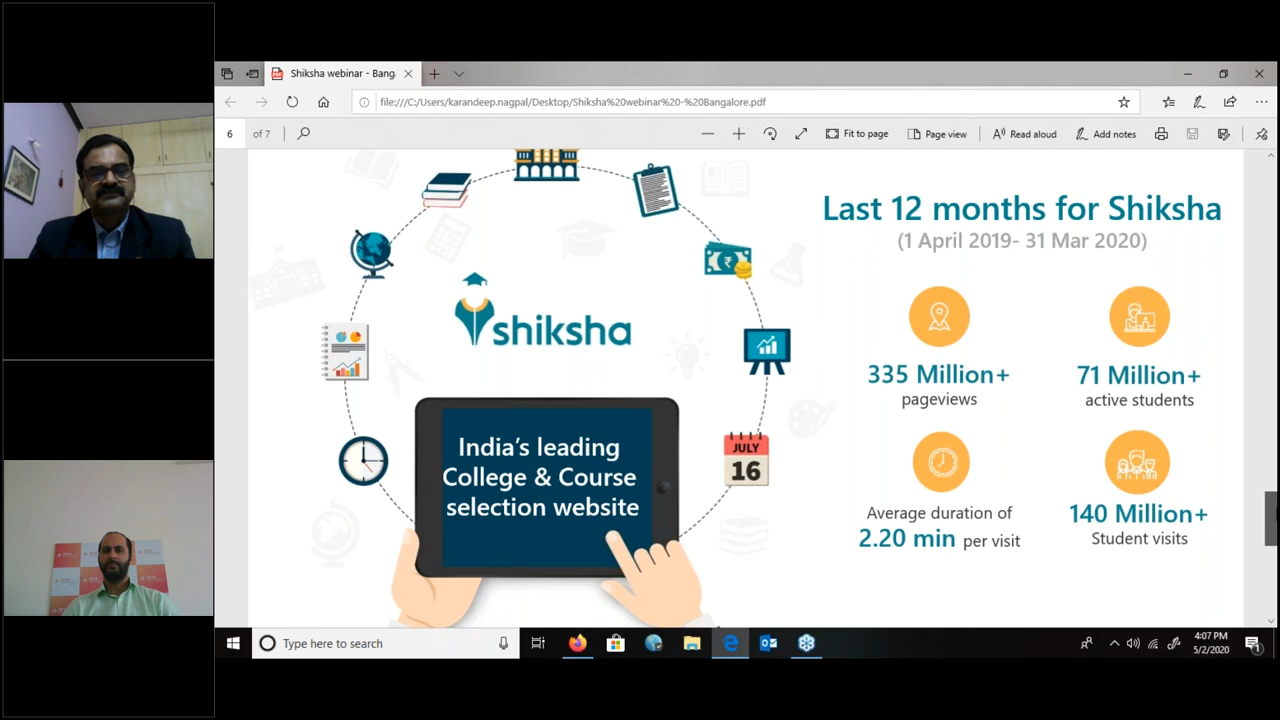 Shiksha webinar - Bang
file:///C:/Users/karandeep.nagpal/Desktop/Shiksha%20webinar%20-%20Bangalore.pdf
6 of 7
Fit to page
Page view
Read aloud
Add notes
shiksha
India's leading
College & Course
selection website
JULY
16
Last 12 months for Shiksha
(1 April 2019- 31 Mar 2020)
335 Million+
pageviews
71 Million+
active students
Average duration of
2.20 min per visit
140 Million+
Student visits
Type here to search
4:07 PM
5/2/2020
1